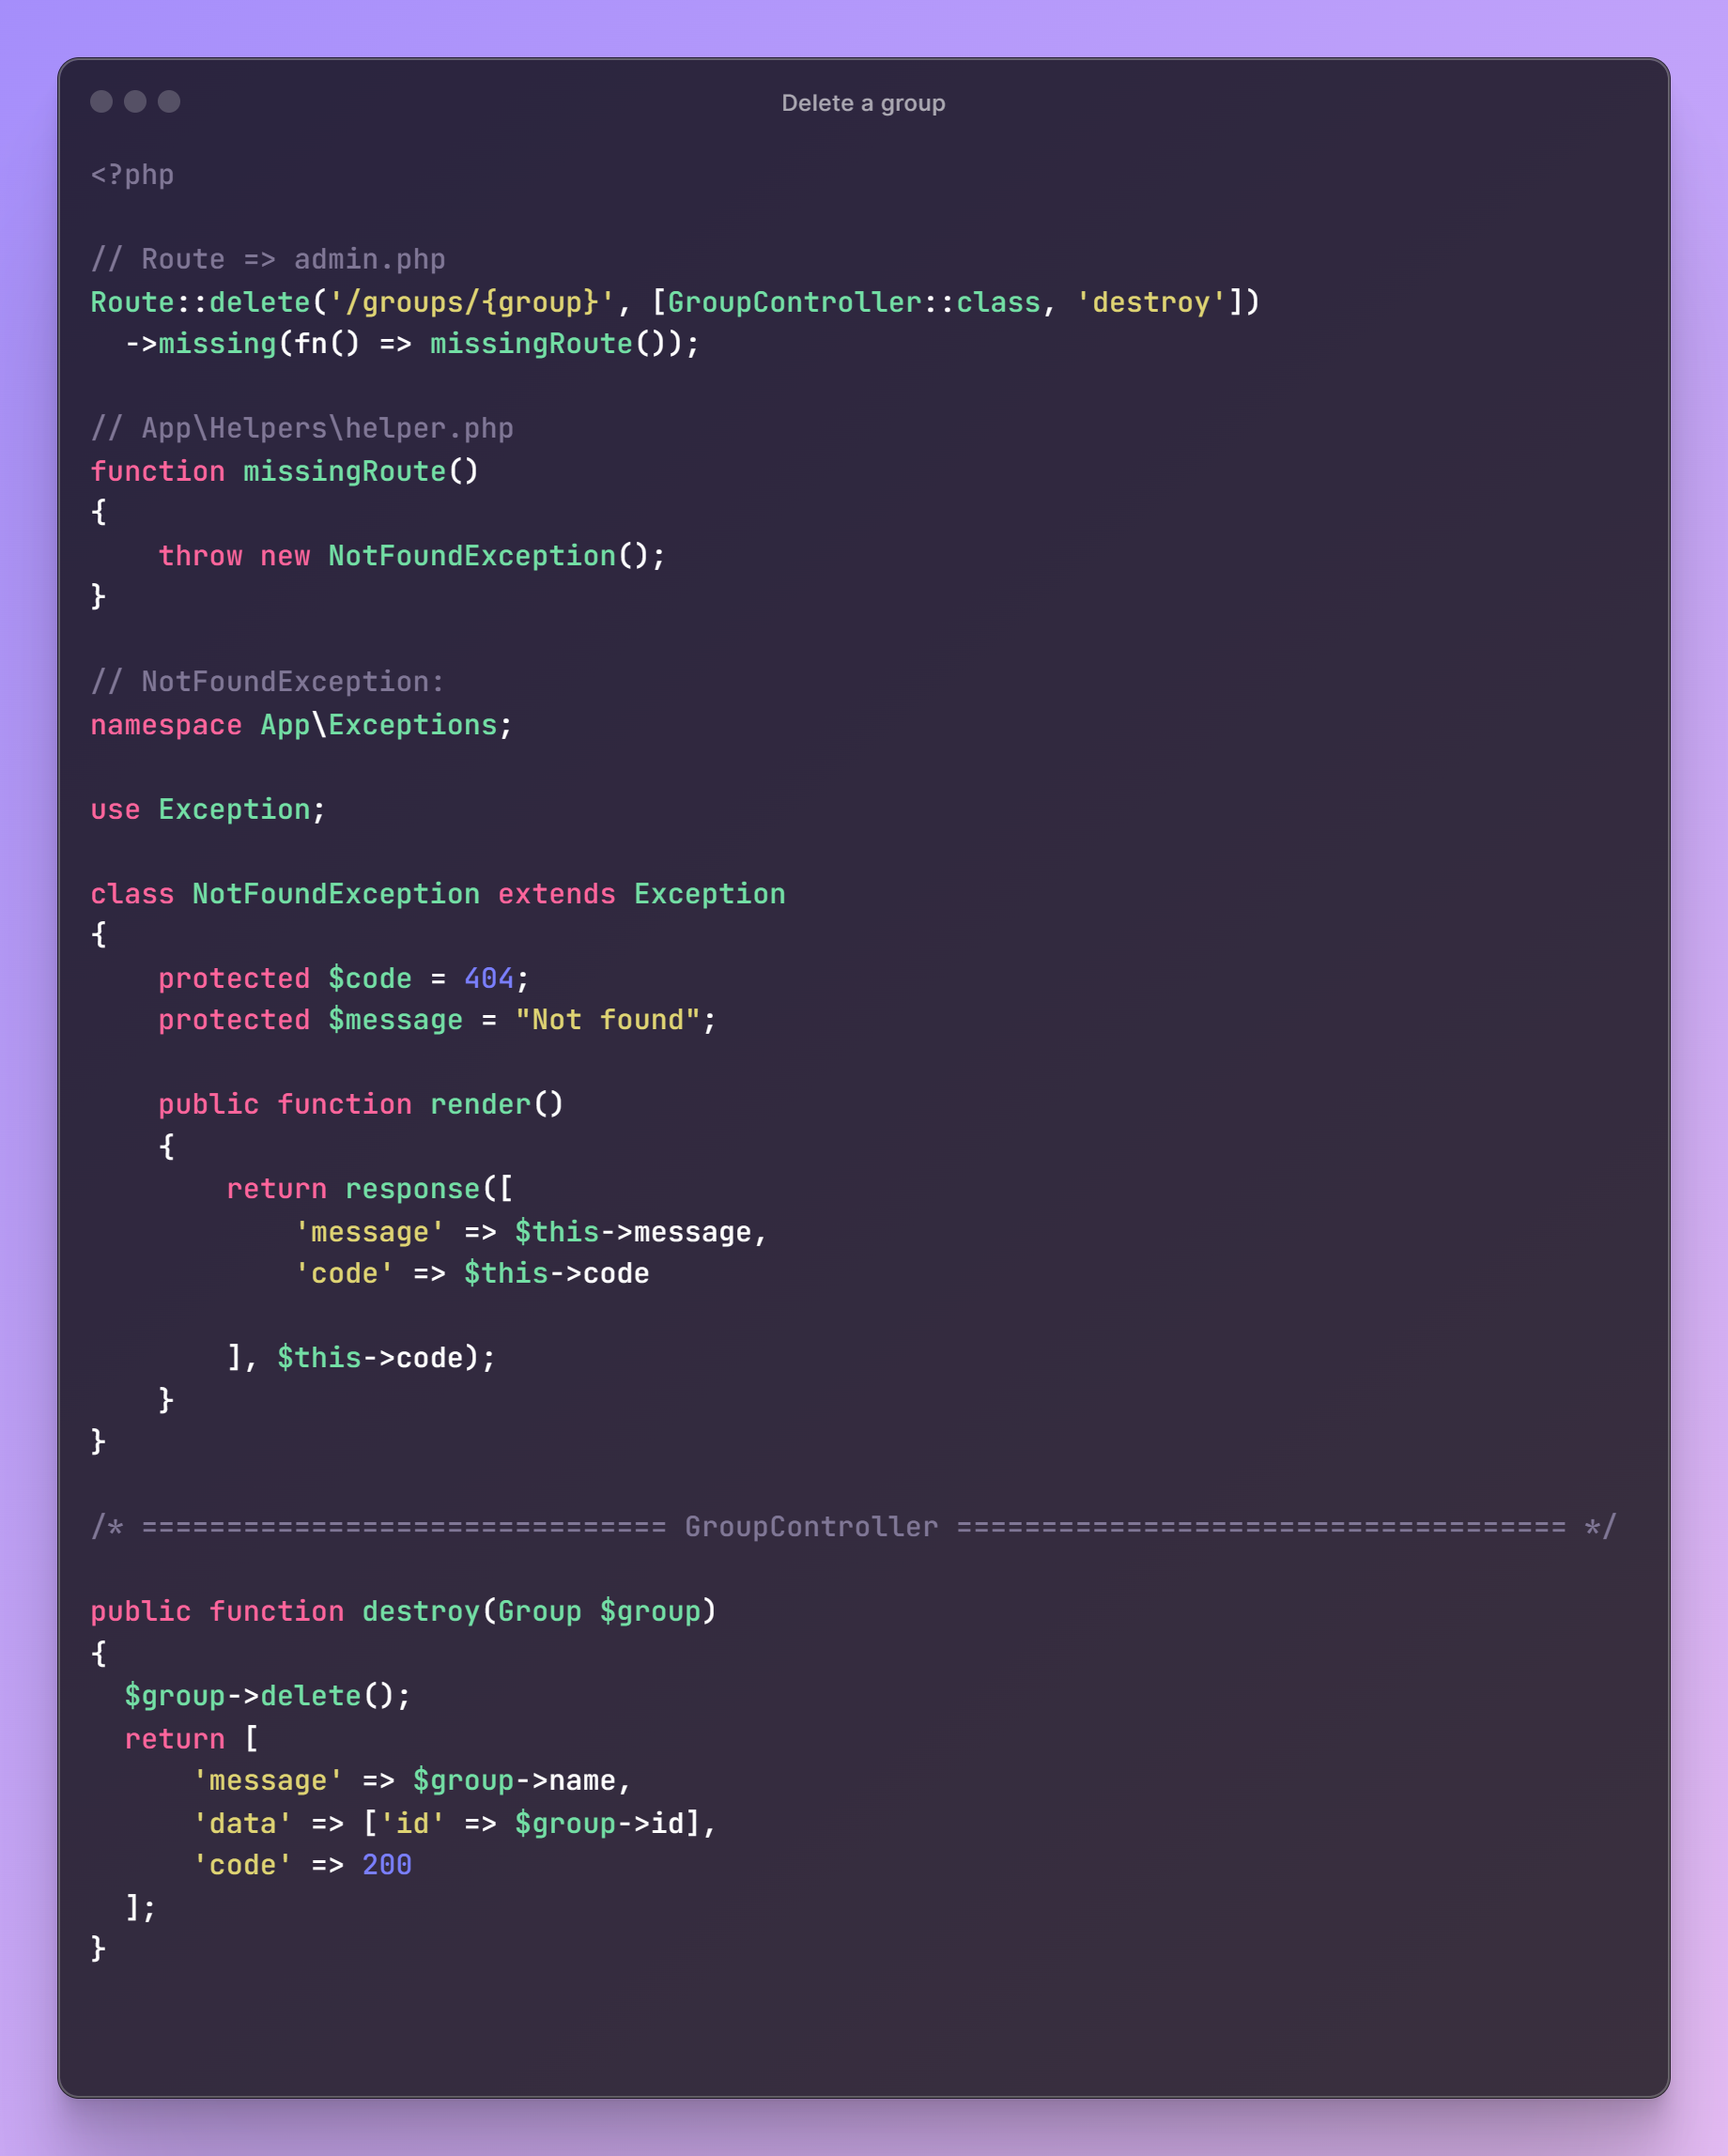 Delete a group
<?php
// Route => admin.php
Route::delete('/groups/{group}', [GroupController::class, 'destroy'])
  ->missing(fn() => missingRoute());
// App\Helpers\helper.php
function missingRoute()
{
    throw new NotFoundException();
}
// NotFoundException:
namespace App\Exceptions;
use Exception;
class NotFoundException extends Exception
{
    protected $code = 404;
    protected $message = "Not found";
    public function render()
    {
        return response([
            'message' => $this->message,
            'code' => $this->code
        ], $this->code);
    }
}
/* =============================== GroupController ==================================== */
public function destroy(Group $group)
{
  $group->delete();
  return [
      'message' => $group->name,
      'data' => ['id' => $group->id],
      'code' => 200
  ];
}